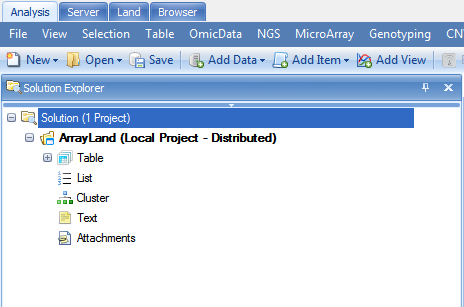 Analysis Server Land Browser
File View Selection Table OmicData NGS MicroArray Genotyping CN
New Open Save Add Data Add Item Add View
Solution Explorer
Solution (1 Project)
ArrayLand (Local Project - Distributed)
Table
List
Cluster
Text
Attachments